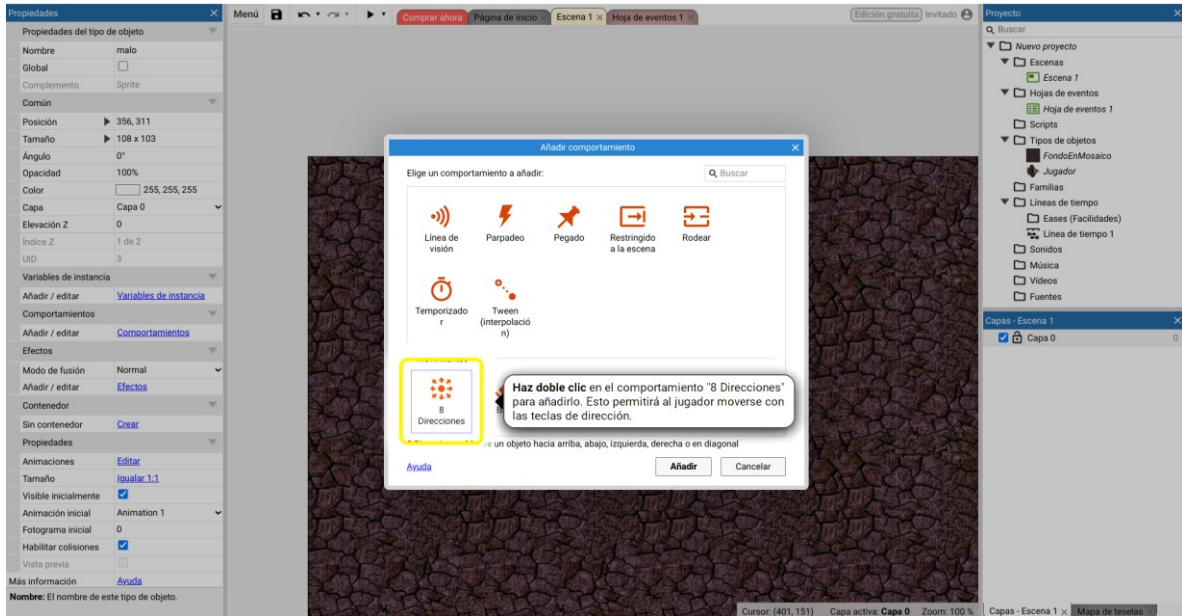 Propiedades
Propiedades del tipo de objeto
Nombre malo
Global
Complemento Sprite
Común
Posición 356, 311
Tamaño 108 x 103
Ángulo 0°
Opacidad 100%
Color 255, 255, 255
Capa Capa 0
Elevación Z 0
Índice Z 1 de 2
UID 3
Variables de instancia
Añadir / editar Variables de instancia
Comportamientos
Añadir / editar Comportamientos
Efectos
Modo de fusión Normal
Añadir / editar Efectos
Contenedor
Sin contenedor Crear
Propiedades
Animaciones Editar
Tamaño Igualar 1:1
Visible inicialmente
Animación inicial Animation 1
Fotograma inicial 0
Habilitar colisiones
Vista previa
Más información Ayuda
Nombre: El nombre de este tipo de objeto.
Menú
Comprar ahora Página de inicio Escena 1 Hoja de eventos 1
Edición gratuita Invitado
Añadir comportamiento
Elige un comportamiento a añadir:
Buscar
Línea de
visión
Parpadeo
Pegado
Restringido
a la escena
Rodear
Temporizado
r
Tween
(interpolació
n)
8
Direcciones
Haz doble clic en el comportamiento "8 Direcciones"
para añadirlo. Esto permitirá al jugador moverse con
las teclas de dirección.
un objeto hacia arriba, abajo, izquierda, derecha o en diagonal
Ayuda
Añadir
Cancelar
Cursor: (401, 151) Capa activa: Capa 0 Zoom: 100 %
Proyecto
Buscar
Nuevo proyecto
Escenas
Escena 1
Hojas de eventos
Hoja de eventos 1
Scripts
Tipos de objetos
FondoEnMosaico
Jugador
Familias
Líneas de tiempo
Eases (Facilidades)
Línea de tiempo 1
Sonidos
Música
Vídeos
Fuentes
Capas - Escena 1
Capa 0 0
Capas - Escena 1 Mapa de teselas